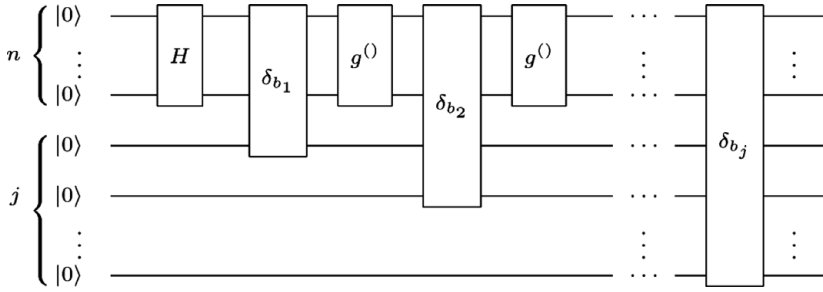 |0⟩
n ⋮ H δ_{b_1} g^{()} δ_{b_2} g^{()} ··· ⋮ ⋮
|0⟩ ···
|0⟩ ··· δ_{b_j}
j |0⟩ ···
⋮ ⋮ ⋮
|0⟩ ···